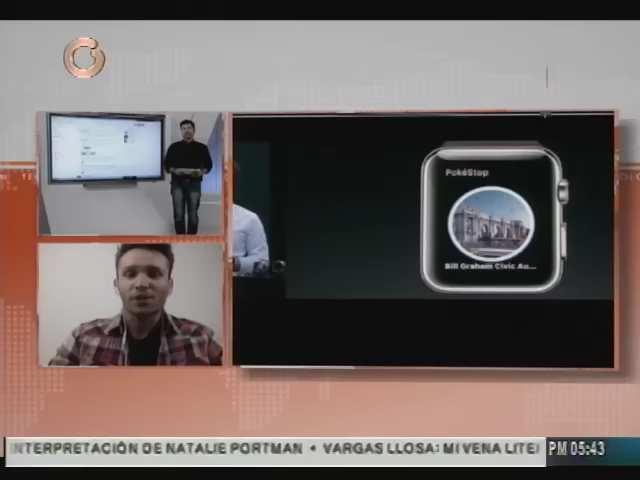 PokéStop
Bill Graham Civic Au...
INTERPRETACIÓN DE NATALIE PORTMAN • VARGAS LLOSA: MI VENA LITE
PM 05:43